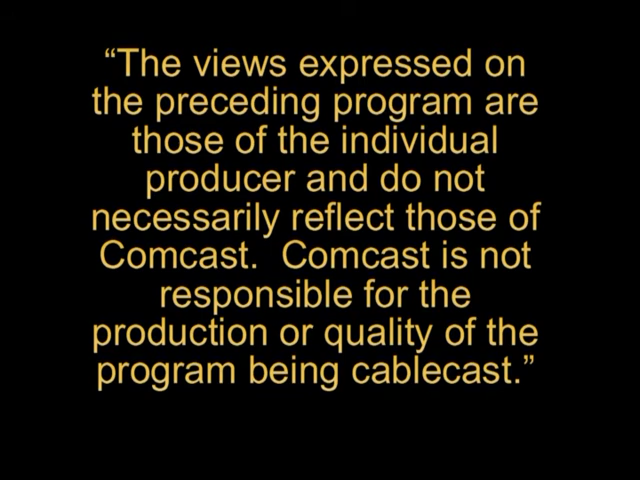 “The views expressed on
the preceding program are
those of the individual
producer and do not
necessarily reflect those of
Comcast.  Comcast is not
responsible for the
production or quality of the
program being cablecast.”